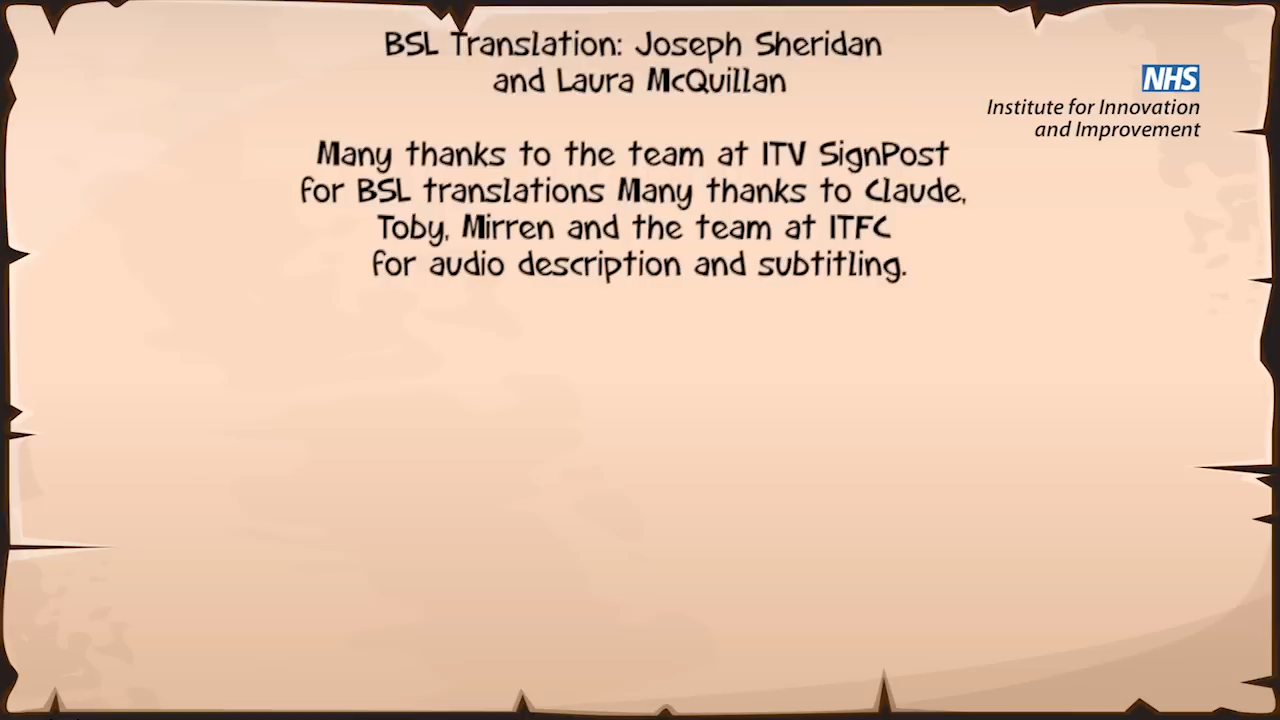 BSL Translation: Joseph Sheridan
and Laura McQuillan
NHS
Institute for Innovation
and Improvement
Many thanks to the team at ITV SignPost
for BSL translations Many thanks to Claude,
Toby, Mirren and the team at ITFC
for audio description and subtitling.